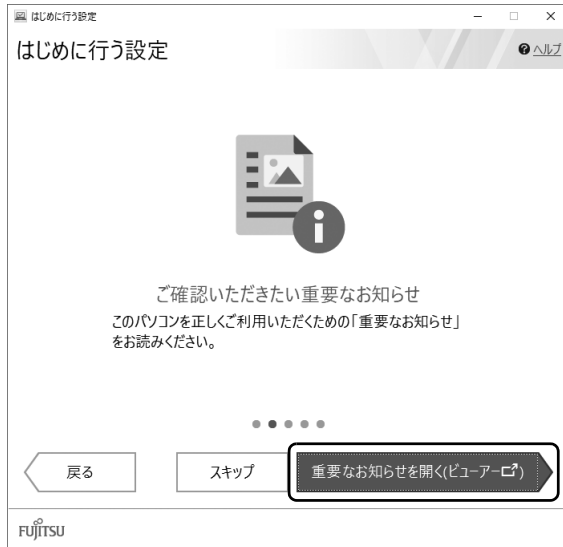 はじめに行う設定
はじめに行う設定
ヘルプ
ご確認いただきたい重要なお知らせ
このパソコンを正しくご利用いただくための「重要なお知らせ」
をお読みください。
戻る
スキップ
重要なお知らせを開く(ビューアー)
FUJITSU